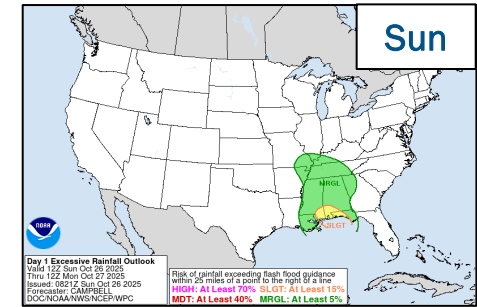 Sun
MRGL
SLGT
NOAA
Day 1 Excessive Rainfall Outlook
Valid 12Z Sun Oct 26 2025
Thru 12Z Mon Oct 27 2025
Issued: 0821Z Sun Oct 26 2025
Forecaster: CAMPBELL
DOC/NOAA/NWS/NCEP/WPC
Risk of rainfall exceeding flash flood guidance
within 25 miles of a point to the right of a line
HIGH: At Least 70% SLGT: At Least 15%
MDT: At Least 40% MRGL: At Least 5%